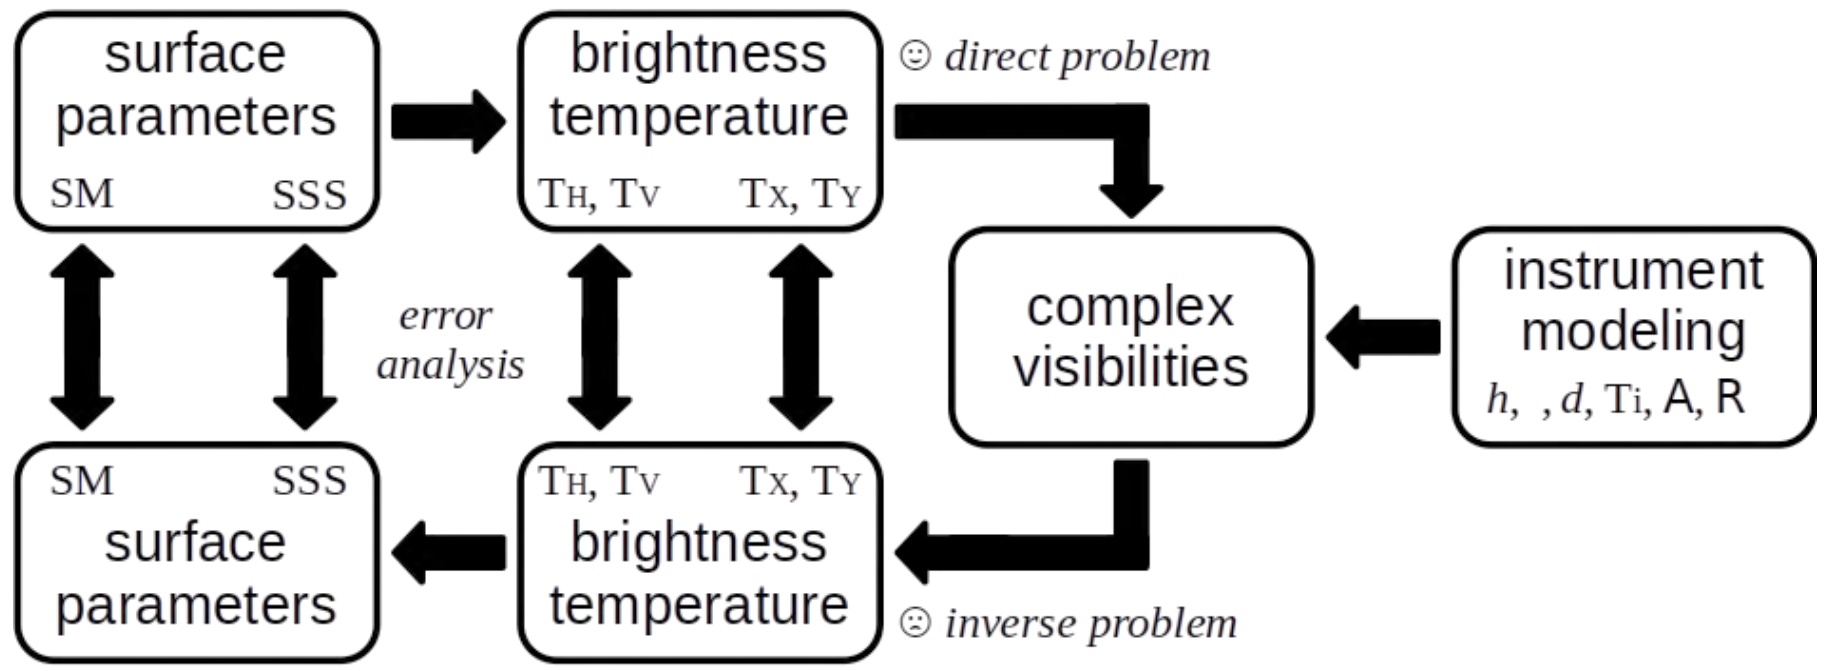 surface
parameters
SM SSS
brightness
temperature
TH, TV TX, TY
☺ direct problem
error
analysis
complex
visibilities
instrument
modeling
h, , d, Ti, A, R
SM SSS
surface
parameters
TH, TV TX, TY
brightness
temperature
☹ inverse problem